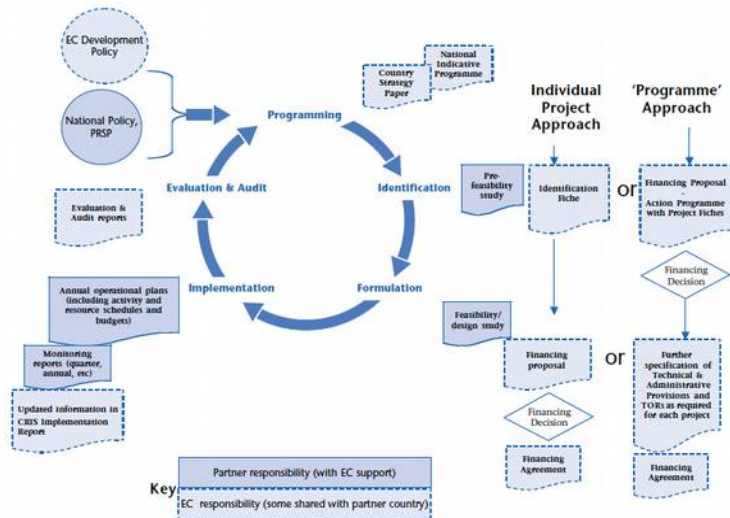 EC Development
Policy
National Policy,
PRSP
Programming
Country
Strategy
Paper
National
Indicative
Programme
Individual
Project
Approach
'Programme'
Approach
Evaluation & Audit
Identification
Pre-
feasibility
study
Identification
Fiche
or
Financing Proposal
-
Action Programme
with Project Fiches
Evaluation &
Audit reports
Financing
Decision
Implementation
Formulation
Annual operational plans
(including activity and
resource schedules and
budgets)
Feasibility/
design study
Monitoring
reports (quarter,
annual, etc)
Financing
proposal
or
Further
specification of
Technical &
Administrative
Provisions and
TORs as required
for each project
Updated information in
CRIS Implementation
Report
Financing
Decision
Financing
Agreement
Financing
Agreement
Key
Partner responsibility (with EC support)
EC responsibility (some shared with partner country)